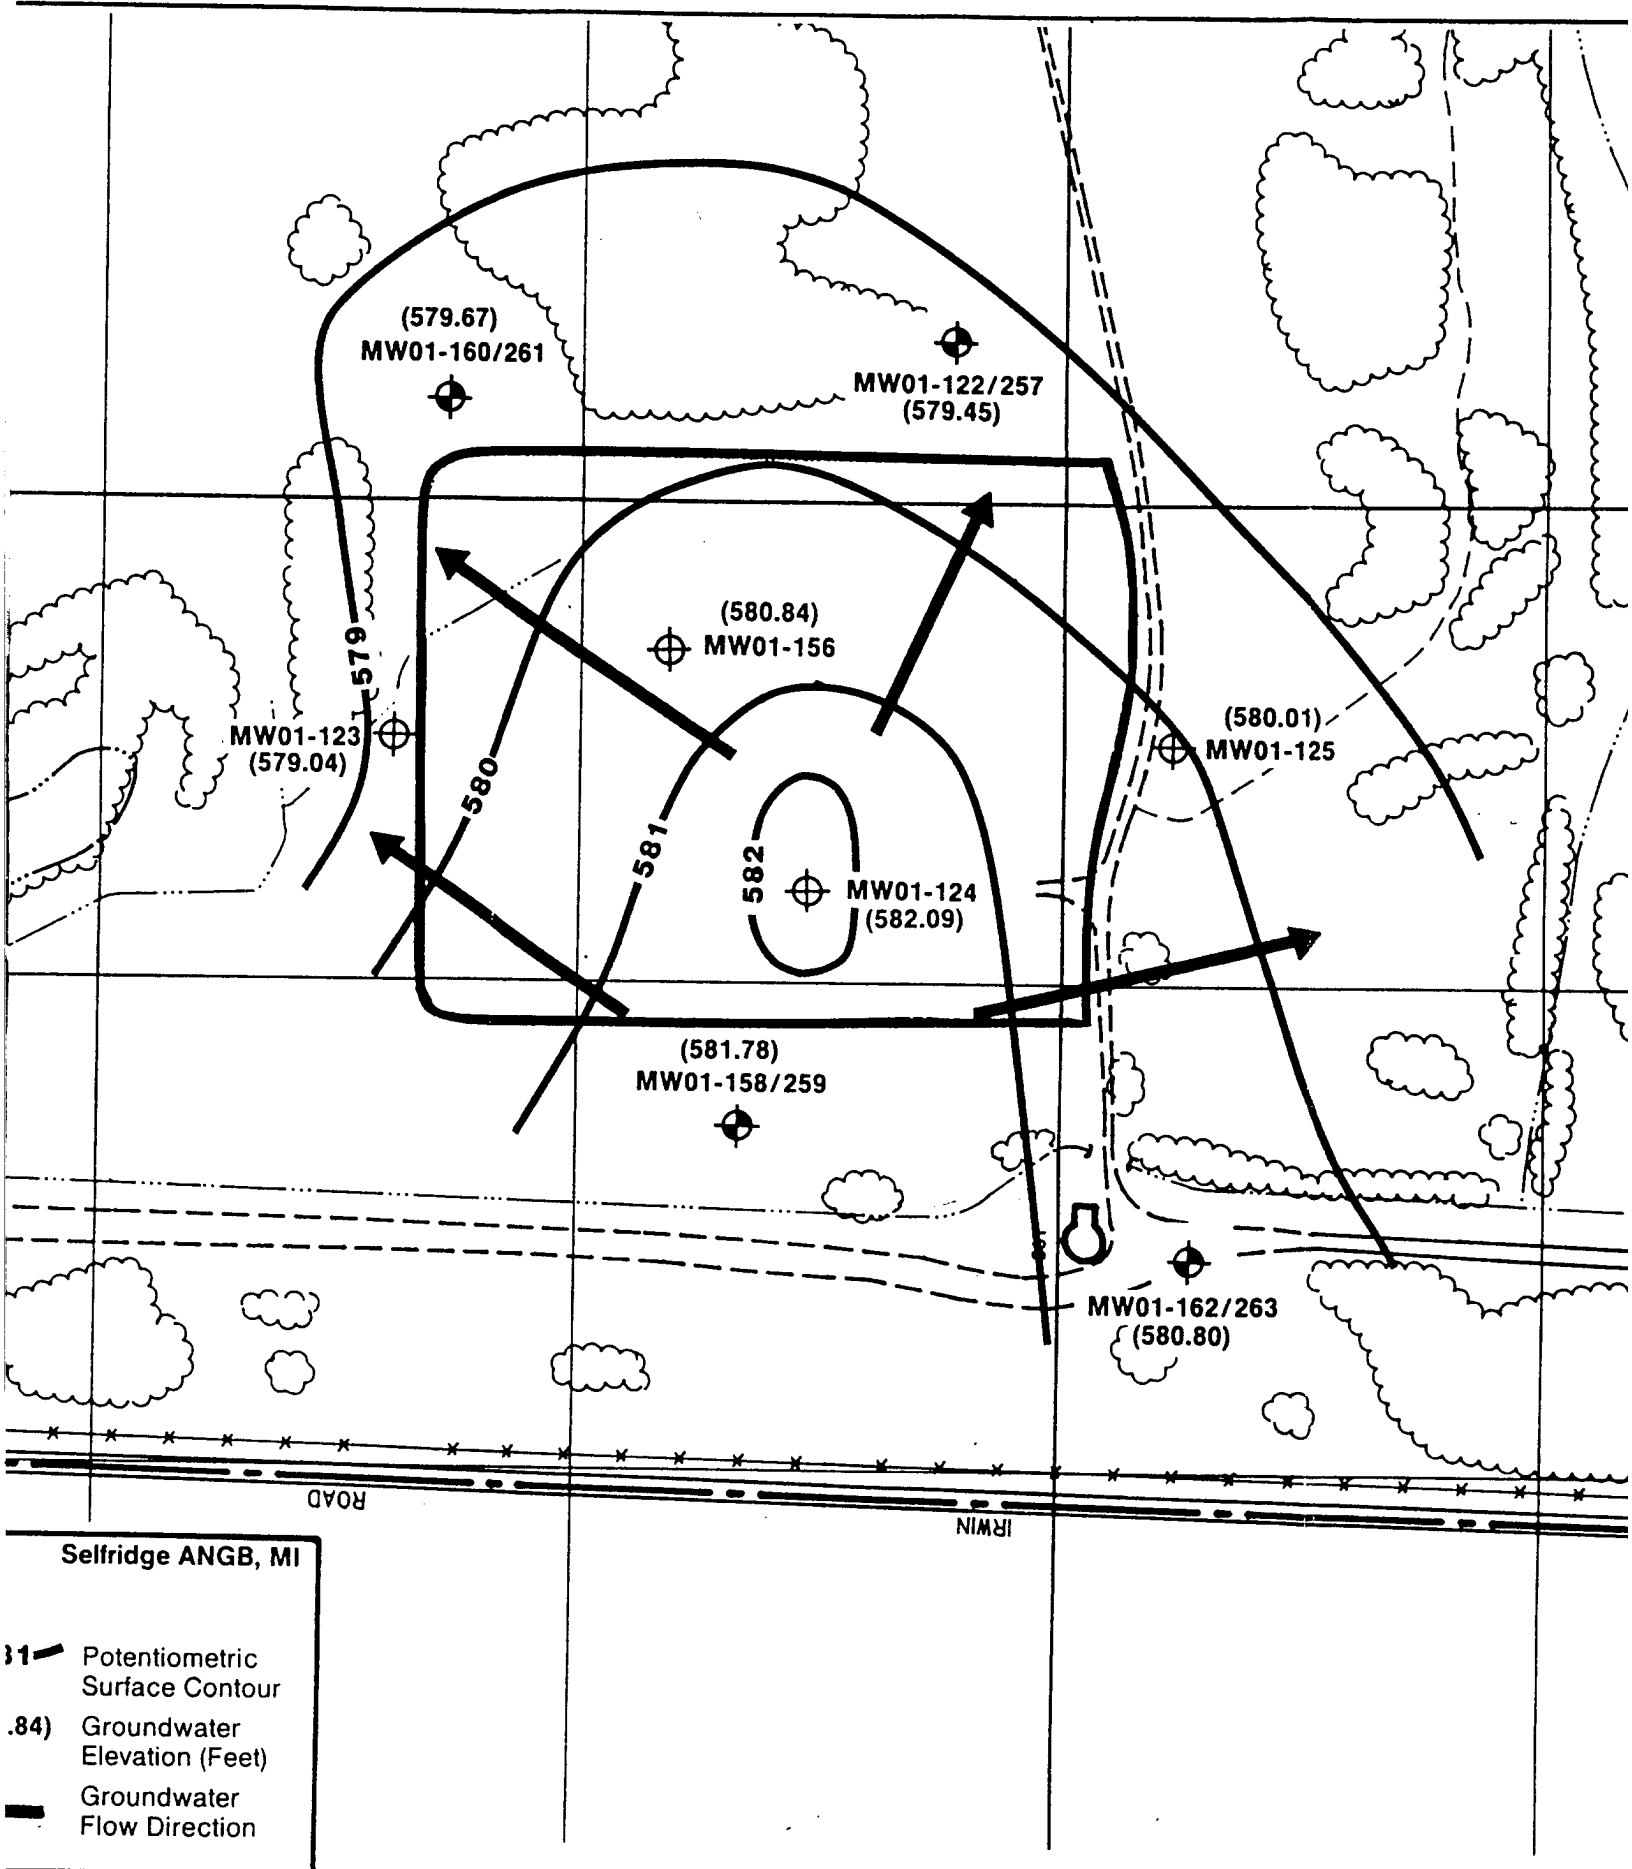 (579.67)
MW01-160/261
MW01-122/257
(579.45)
(580.84)
MW01-156
579
MW01-123
(579.04)
(580.01)
MW01-125
580
581
582
MW01-124
(582.09)
(581.78)
MW01-158/259
MW01-162/263
(580.80)
ROAD
IRWIN
Selfridge ANGB, MI
31
Potentiometric
Surface Contour
.84)
Groundwater
Elevation (Feet)
Groundwater
Flow Direction